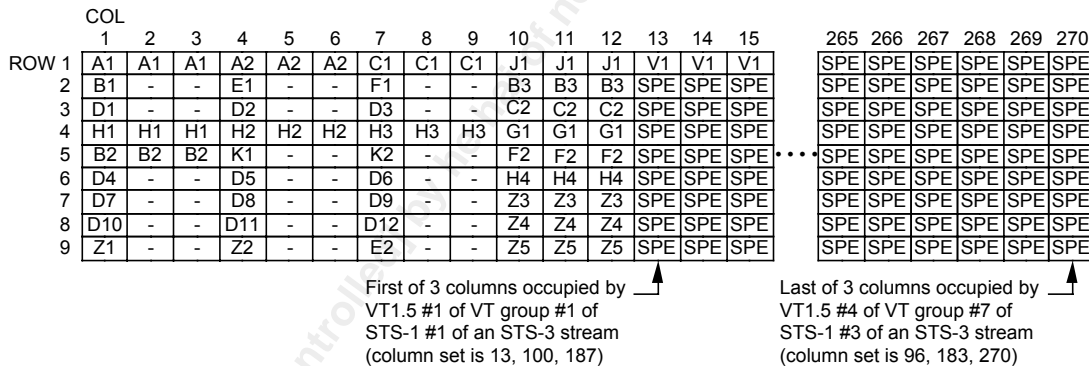 COL
1 2 3 4 5 6 7 8 9 10 11 12 13 14 15 265 266 267 268 269 270
ROW 1 A1 A1 A1 A2 A2 A2 C1 C1 C1 J1 J1 J1 V1 V1 V1 SPE SPE SPE SPE SPE SPE
2 B1 - - E1 - - F1 - - B3 B3 B3 SPE SPE SPE SPE SPE SPE SPE SPE SPE
3 D1 - - D2 - - D3 - - C2 C2 C2 SPE SPE SPE SPE SPE SPE SPE SPE SPE
4 H1 H1 H1 H2 H2 H2 H3 H3 H3 G1 G1 G1 SPE SPE SPE SPE SPE SPE SPE SPE SPE
5 B2 B2 B2 K1 - - K2 - - F2 F2 F2 SPE SPE SPE •••• SPE SPE SPE SPE SPE SPE
6 D4 - - D5 - - D6 - - H4 H4 H4 SPE SPE SPE SPE SPE SPE SPE SPE SPE
7 D7 - - D8 - - D9 - - Z3 Z3 Z3 SPE SPE SPE SPE SPE SPE SPE SPE SPE
8 D10 - - D11 - - D12 - - Z4 Z4 Z4 SPE SPE SPE SPE SPE SPE SPE SPE SPE
9 Z1 - - Z2 - - E2 - - Z5 Z5 Z5 SPE SPE SPE SPE SPE SPE SPE SPE SPE
First of 3 columns occupied by
VT1.5 #1 of VT group #1 of
STS-1 #1 of an STS-3 stream
(column set is 13, 100, 187)
Last of 3 columns occupied by
VT1.5 #4 of VT group #7 of
STS-1 #3 of an STS-3 stream
(column set is 96, 183, 270)